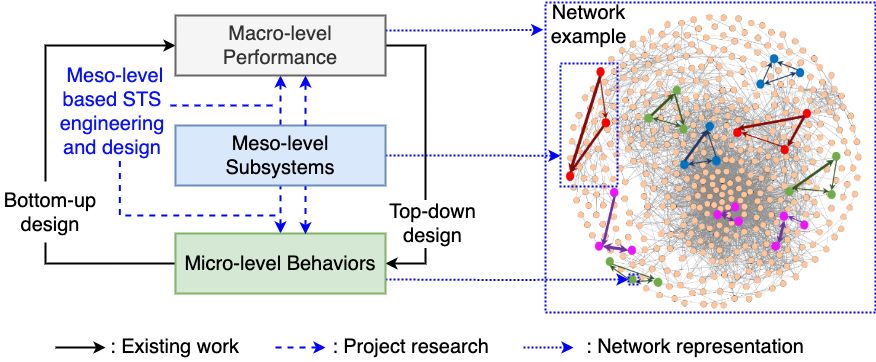 Macro-level
Performance
Network
example
Meso-level
based STS
engineering
and design
Meso-level
Subsystems
Bottom-up
design
Top-down
design
Micro-level Behaviors
: Existing work
: Project research
: Network representation